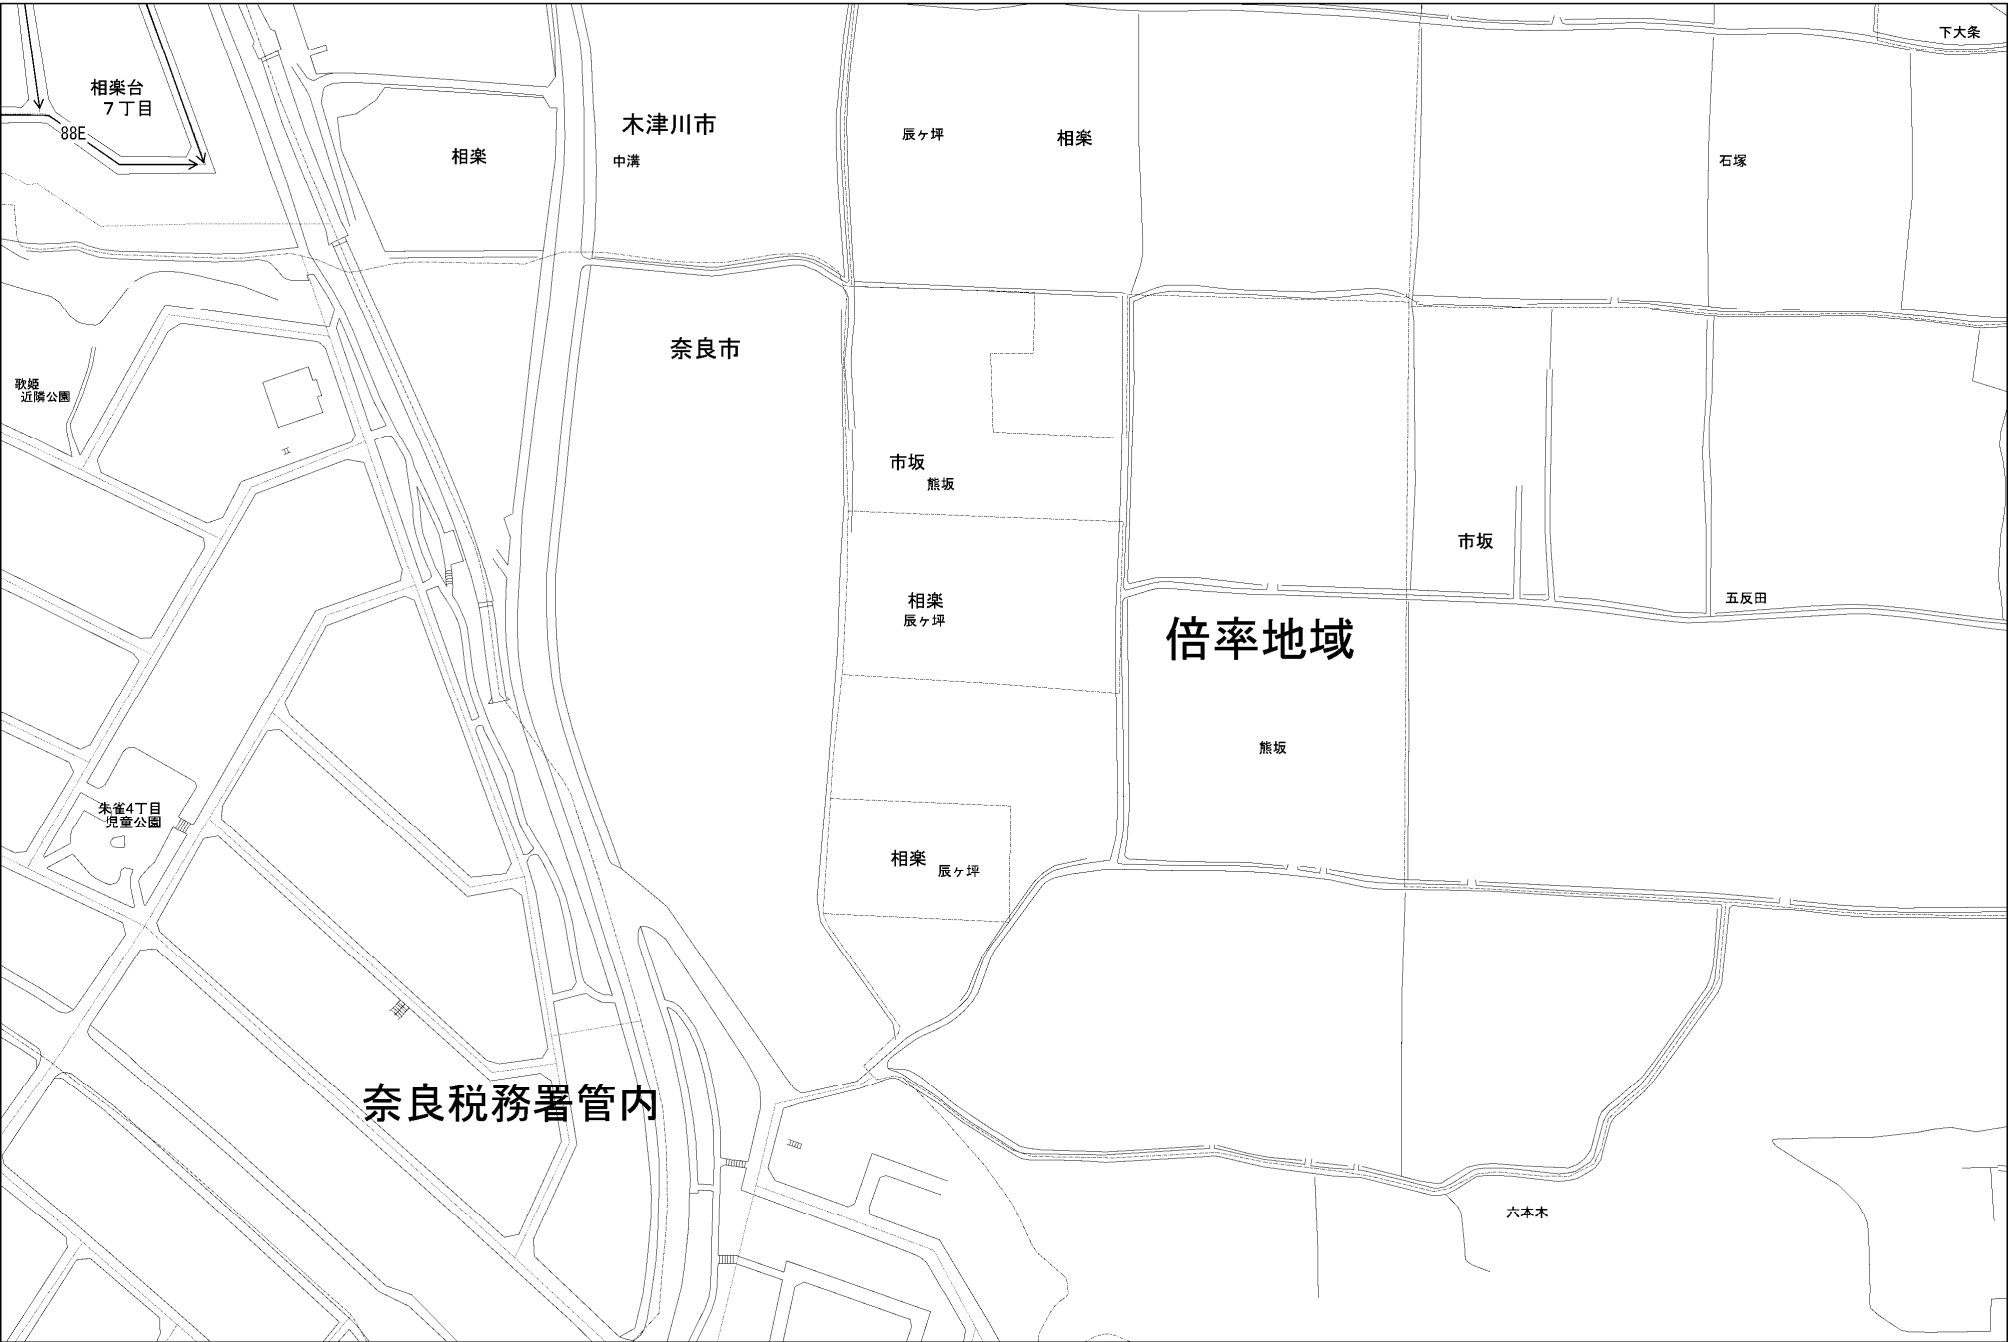 下大条
相楽台
７丁目
88E
木津川市
中溝
相楽
辰ヶ坪
相楽
石塚
奈良市
歌姫
近隣公園
市坂
熊坂
市坂
相楽
辰ヶ坪
五反田
倍率地域
熊坂
朱雀4丁目
児童公園
相楽
辰ヶ坪
奈良税務署管内
六本木